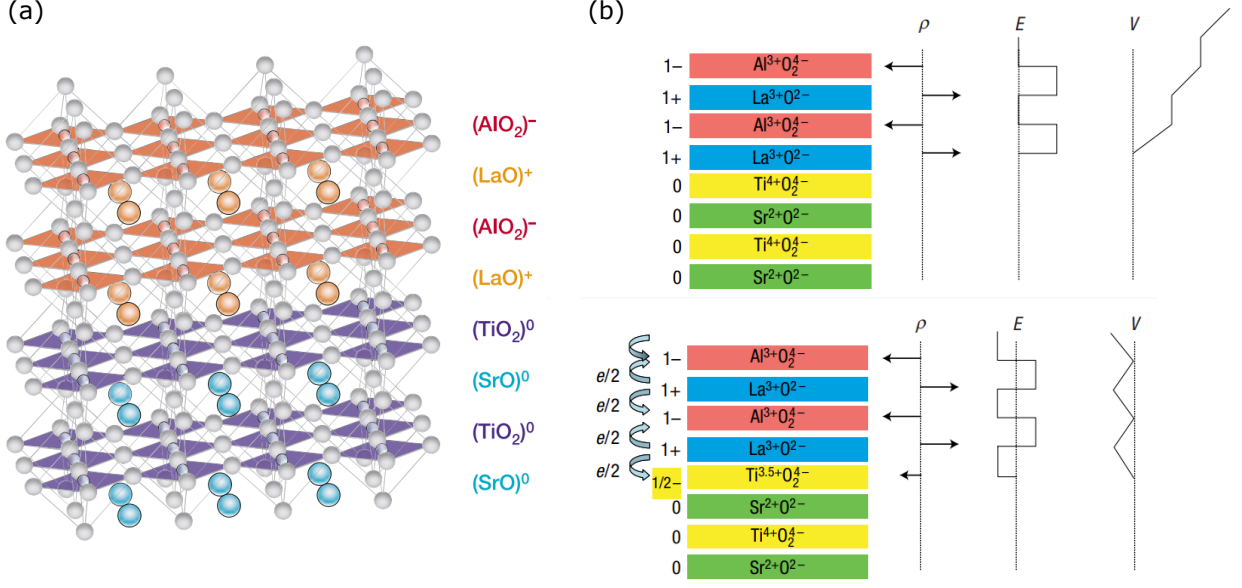 (a)
(AlO₂)⁻
(LaO)⁺
(AlO₂)⁻
(LaO)⁺
(TiO₂)⁰
(SrO)⁰
(TiO₂)⁰
(SrO)⁰
(b)
ρ E V
1− Al³⁺O₂⁴⁻
1+ La³⁺O²⁻
1− Al³⁺O₂⁴⁻
1+ La³⁺O²⁻
0 Ti⁴⁺O₂⁴⁻
0 Sr²⁺O²⁻
0 Ti⁴⁺O₂⁴⁻
0 Sr²⁺O²⁻
ρ E V
1− Al³⁺O₂⁴⁻
e/2
1+ La³⁺O²⁻
e/2
1− Al³⁺O₂⁴⁻
e/2
1+ La³⁺O²⁻
e/2
1/2− Ti³·⁵⁺O₂⁴⁻
0 Sr²⁺O²⁻
0 Ti⁴⁺O₂⁴⁻
0 Sr²⁺O²⁻